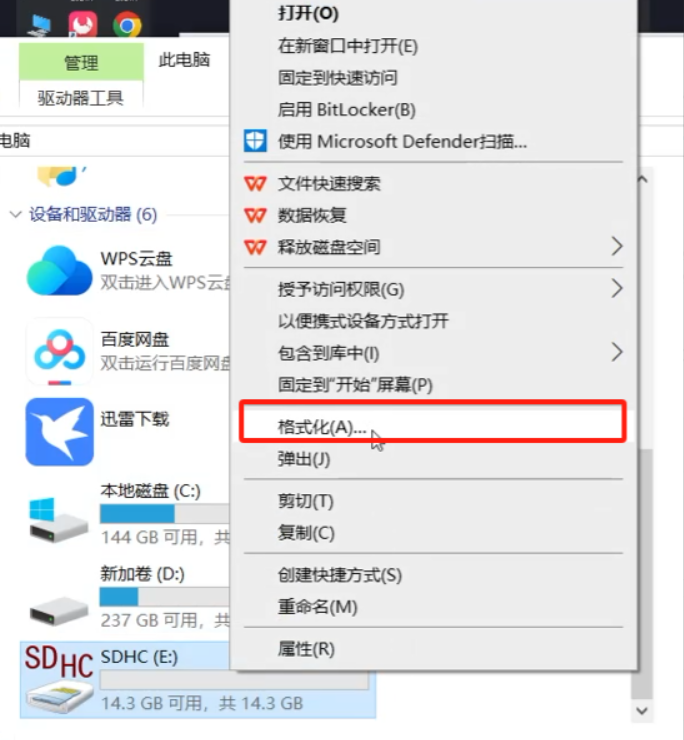 管理
此电脑
驱动器工具
电脑
设备和驱动器 (6)
WPS云盘
双击进入WPS云
百度网盘
双击运行百度网盘
迅雷下载
本地磁盘 (C:)
144 GB 可用，共
新加卷 (D:)
237 GB 可用，共
SDHC
SDHC (E:)
14.3 GB 可用，共 14.3 GB
打开(O)
在新窗口中打开(E)
固定到快速访问
启用 BitLocker(B)
使用 Microsoft Defender扫描...
文件快速搜索
数据恢复
释放磁盘空间
授予访问权限(G)
以便携式设备方式打开
包含到库中(I)
固定到"开始"屏幕(P)
格式化(A)...
弹出(J)
剪切(T)
复制(C)
创建快捷方式(S)
重命名(M)
属性(R)